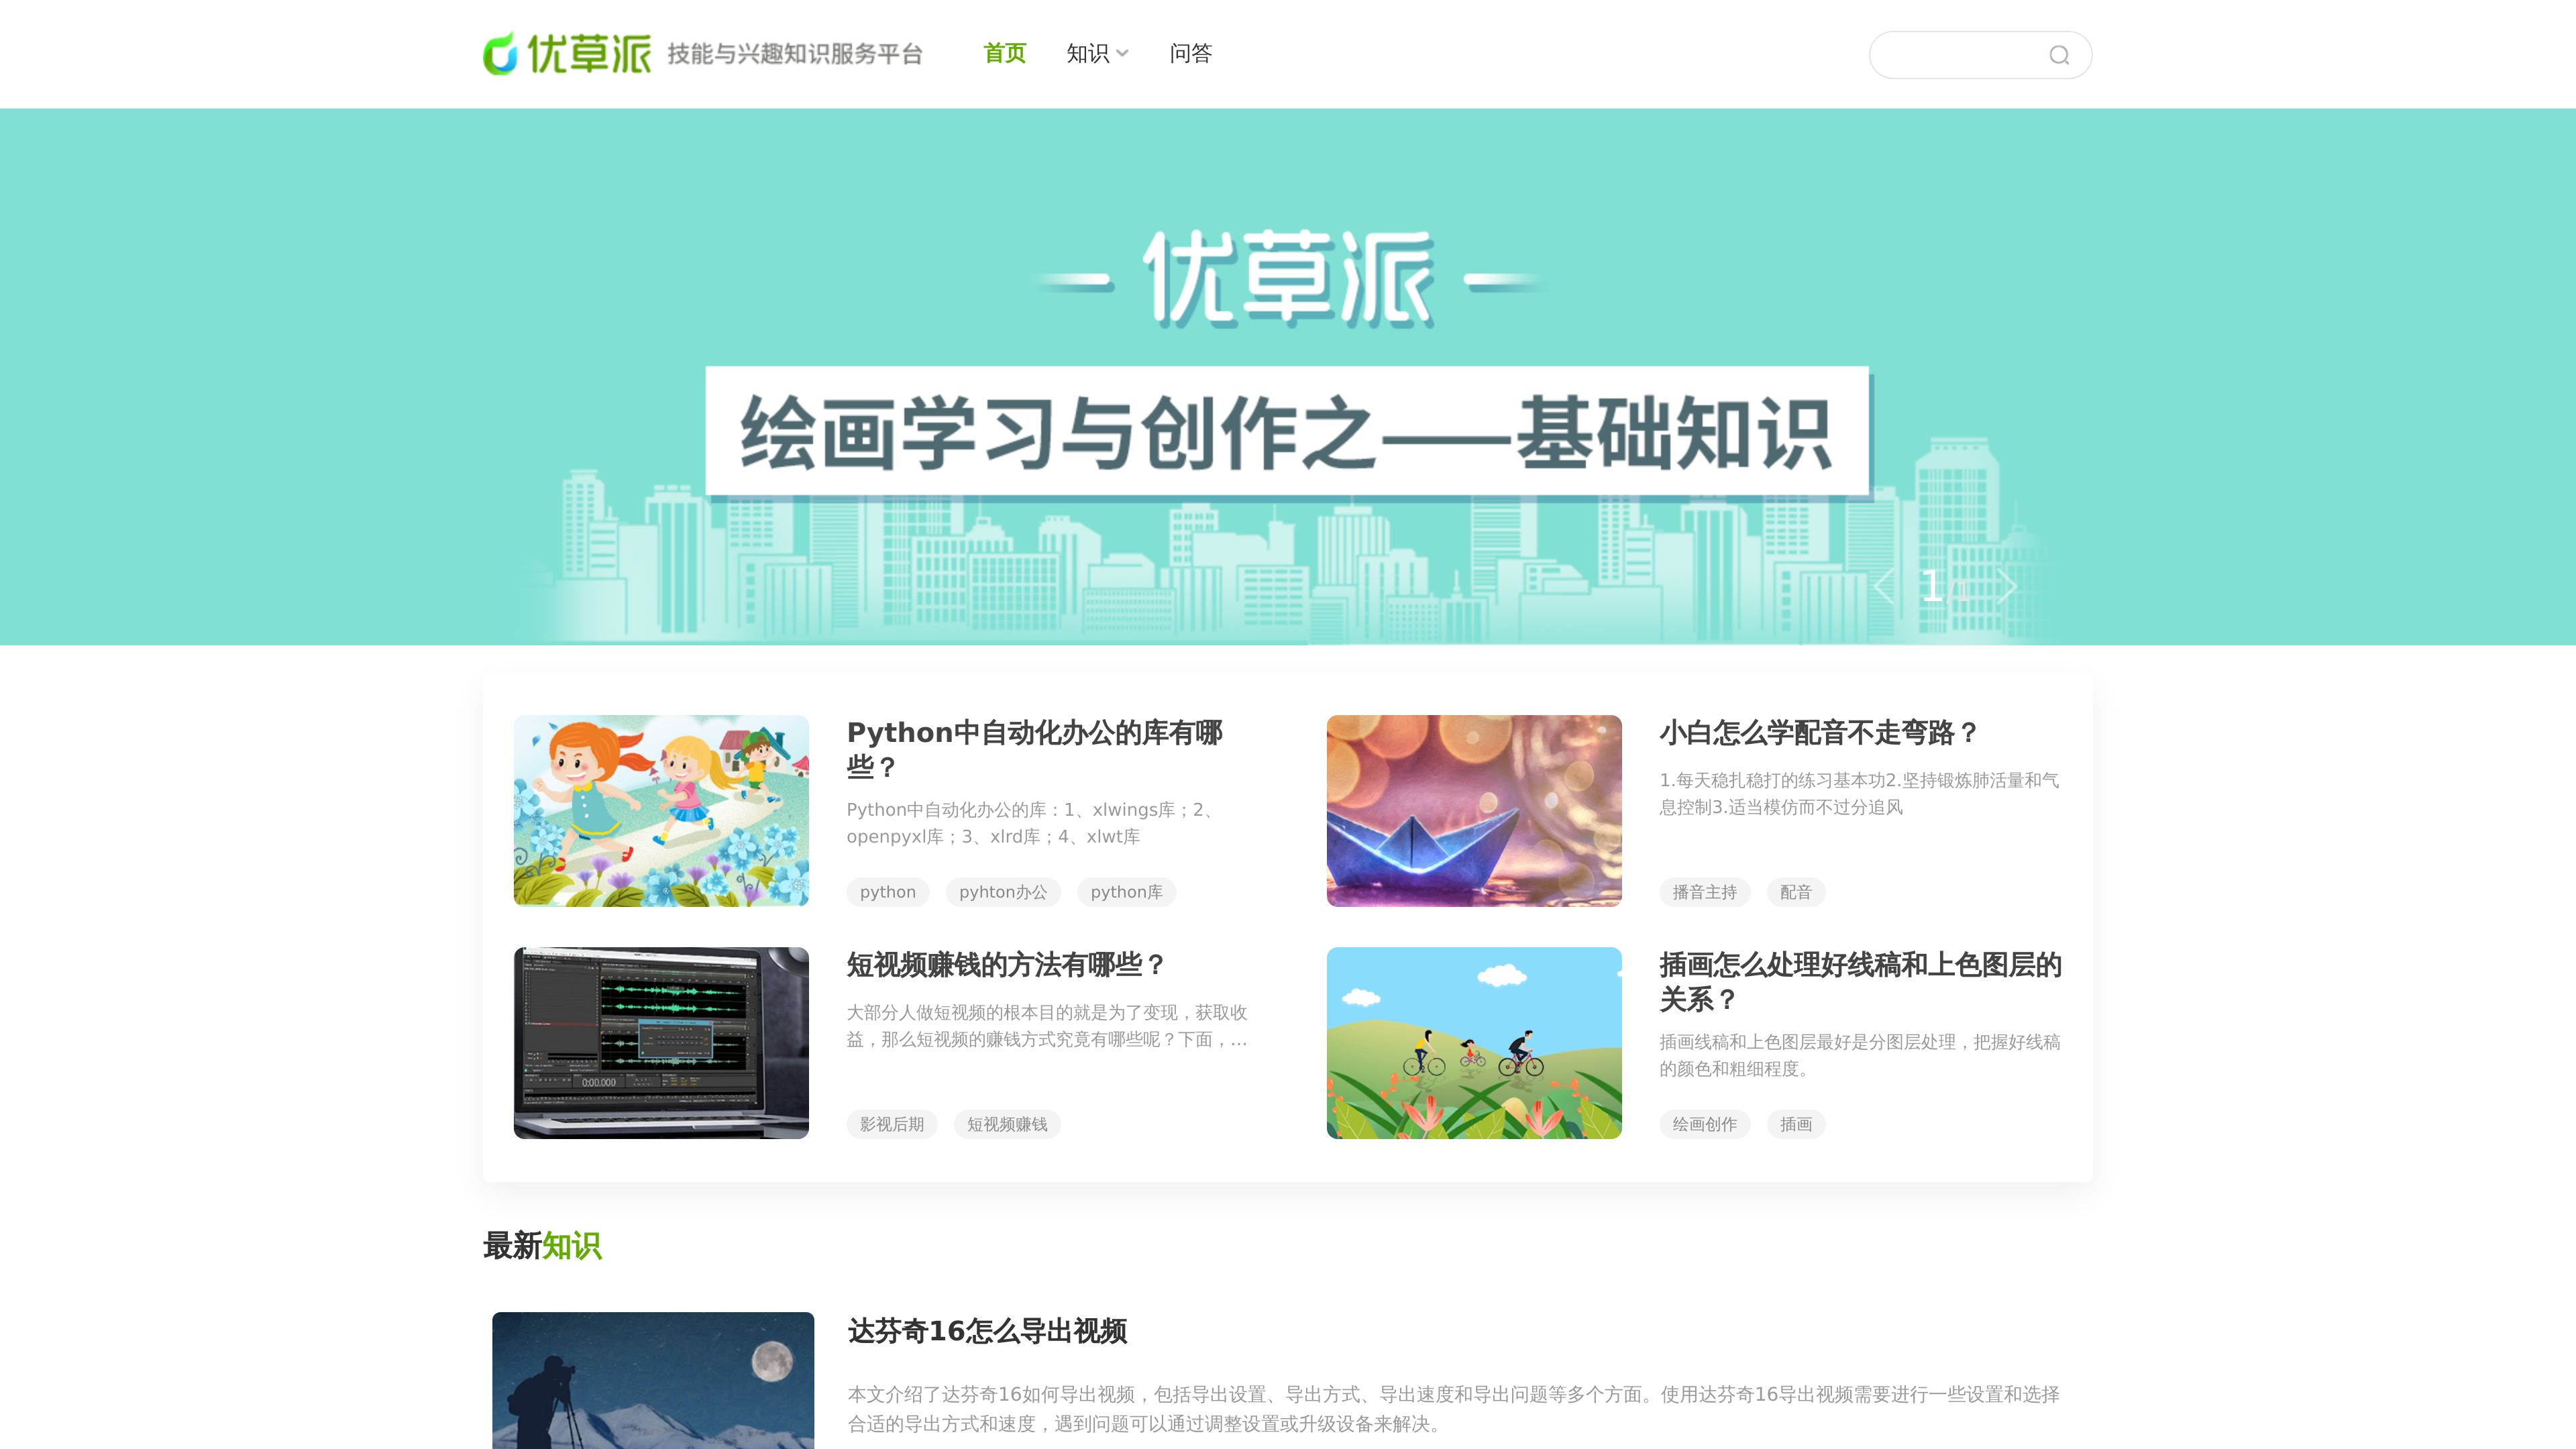 优草派 技能与兴趣知识服务平台 首页 知识 问答
优草派
绘画学习与创作之——基础知识
1/1
Python中自动化办公的库有哪
些？
Python中自动化办公的库：1、xlwings库；2、
openpyxl库；3、xlrd库；4、xlwt库
python pyhton办公 python库
小白怎么学配音不走弯路？
1.每天稳扎稳打的练习基本功2.坚持锻炼肺活量和气
息控制3.适当模仿而不过分追风
播音主持 配音
0:00.000
短视频赚钱的方法有哪些？
大部分人做短视频的根本目的就是为了变现，获取收
益，那么短视频的赚钱方式究竟有哪些呢？下面，...
影视后期 短视频赚钱
插画怎么处理好线稿和上色图层的
关系？
插画线稿和上色图层最好是分图层处理，把握好线稿
的颜色和粗细程度。
绘画创作 插画
最新知识
达芬奇16怎么导出视频
本文介绍了达芬奇16如何导出视频，包括导出设置、导出方式、导出速度和导出问题等多个方面。使用达芬奇16导出视频需要进行一些设置和选择
合适的导出方式和速度，遇到问题可以通过调整设置或升级设备来解决。